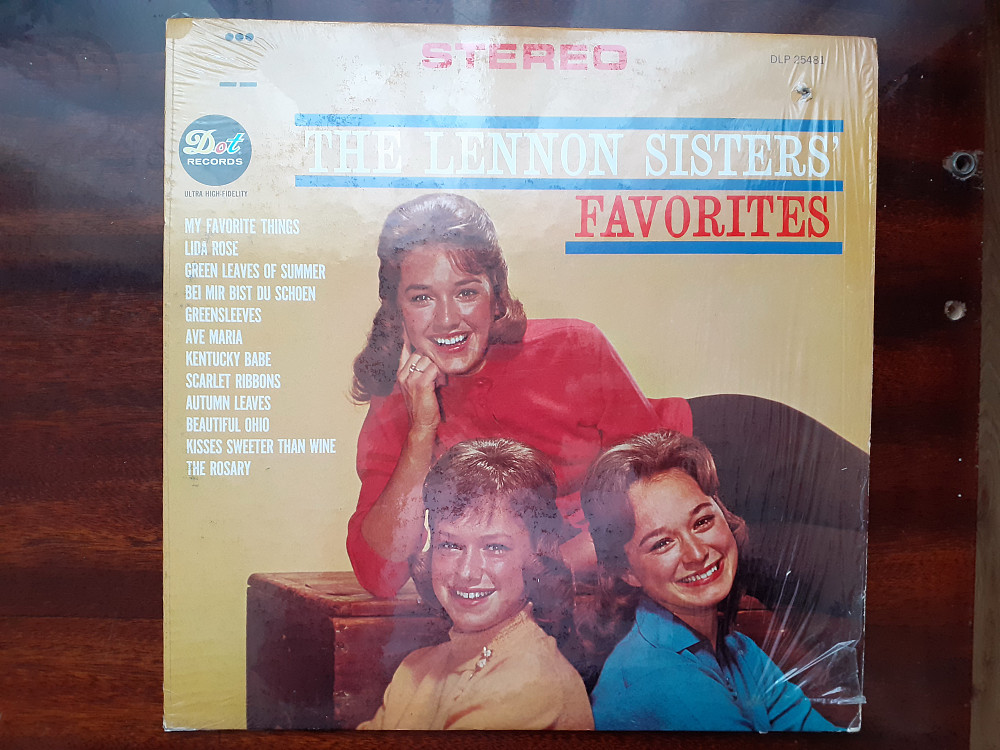 STEREO
DLP 25481
Dot
RECORDS
ULTRA HIGH-FIDELITY
THE LENNON SISTERS'
FAVORITES
MY FAVORITE THINGS
LIDA ROSE
GREEN LEAVES OF SUMMER
BEI MIR BIST DU SCHOEN
GREENSLEEVES
AVE MARIA
KENTUCKY BABE
SCARLET RIBBONS
AUTUMN LEAVES
BEAUTIFUL OHIO
KISSES SWEETER THAN WINE
THE ROSARY